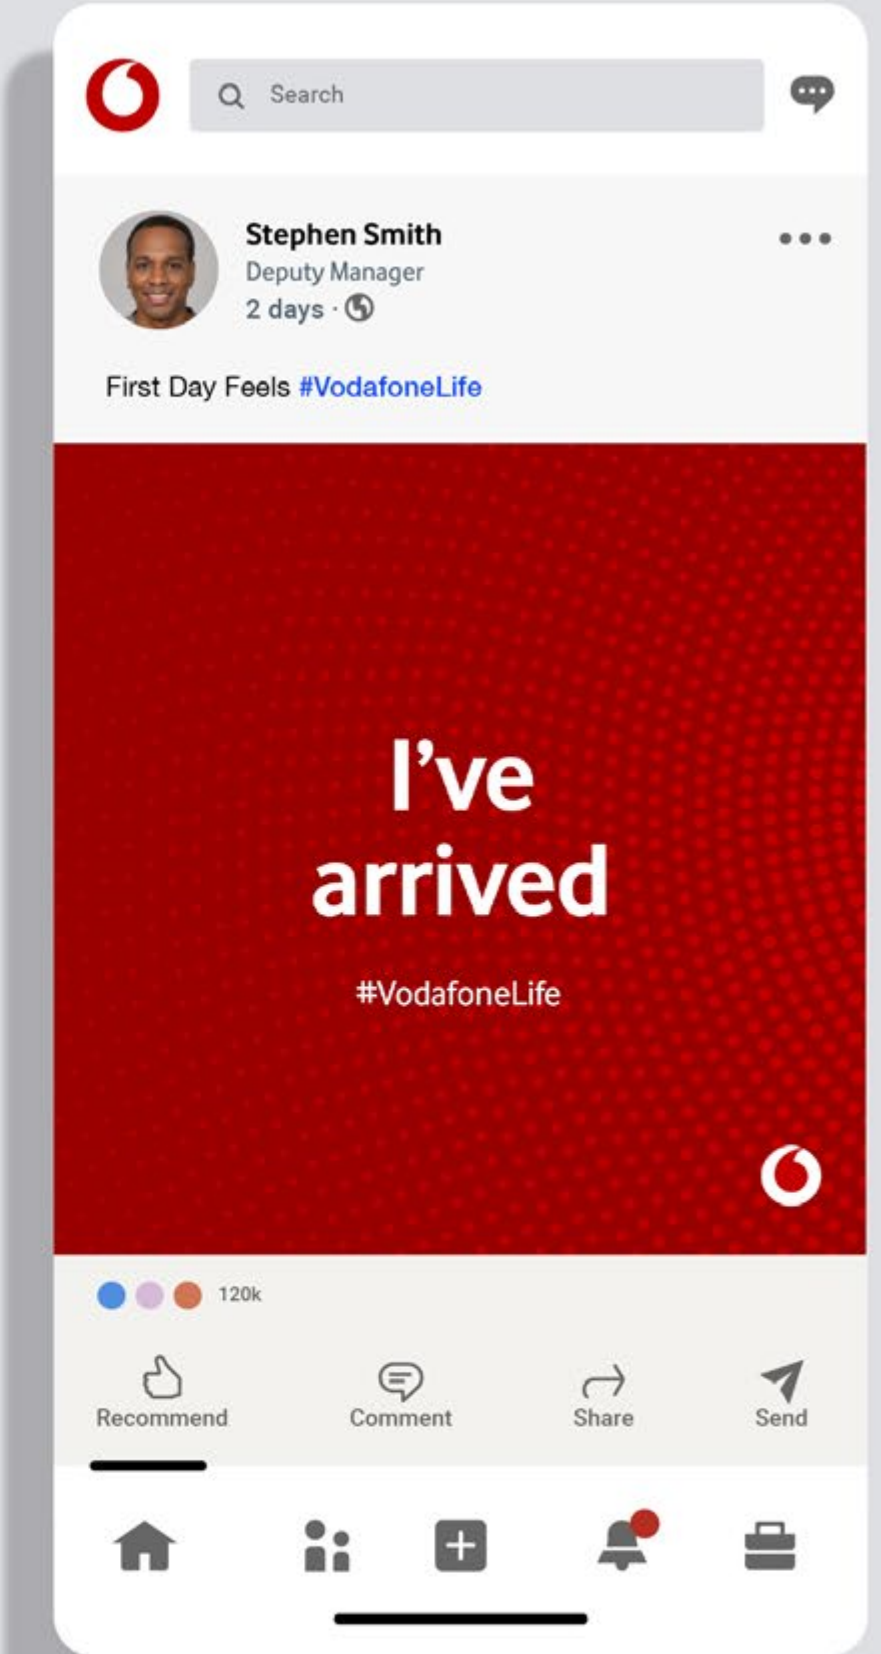 Search
Stephen Smith
Deputy Manager
2 days ·
First Day Feels #VodafoneLife
I’ve
arrived
#VodafoneLife
120k
Recommend
Comment
Share
Send